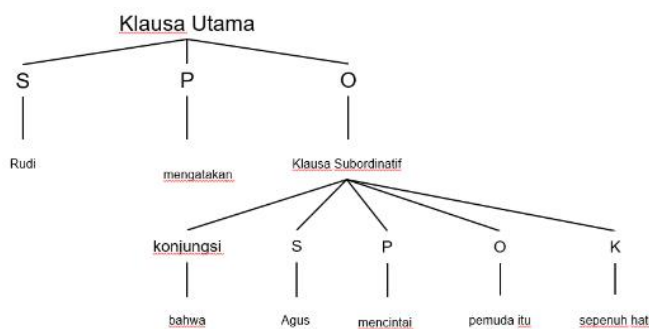 Klausa Utama
S P O
Rudi mengatakan Klausa Subordinatif
konjungsi S P O K
bahwa Agus mencintai pemuda itu sepenuh hat